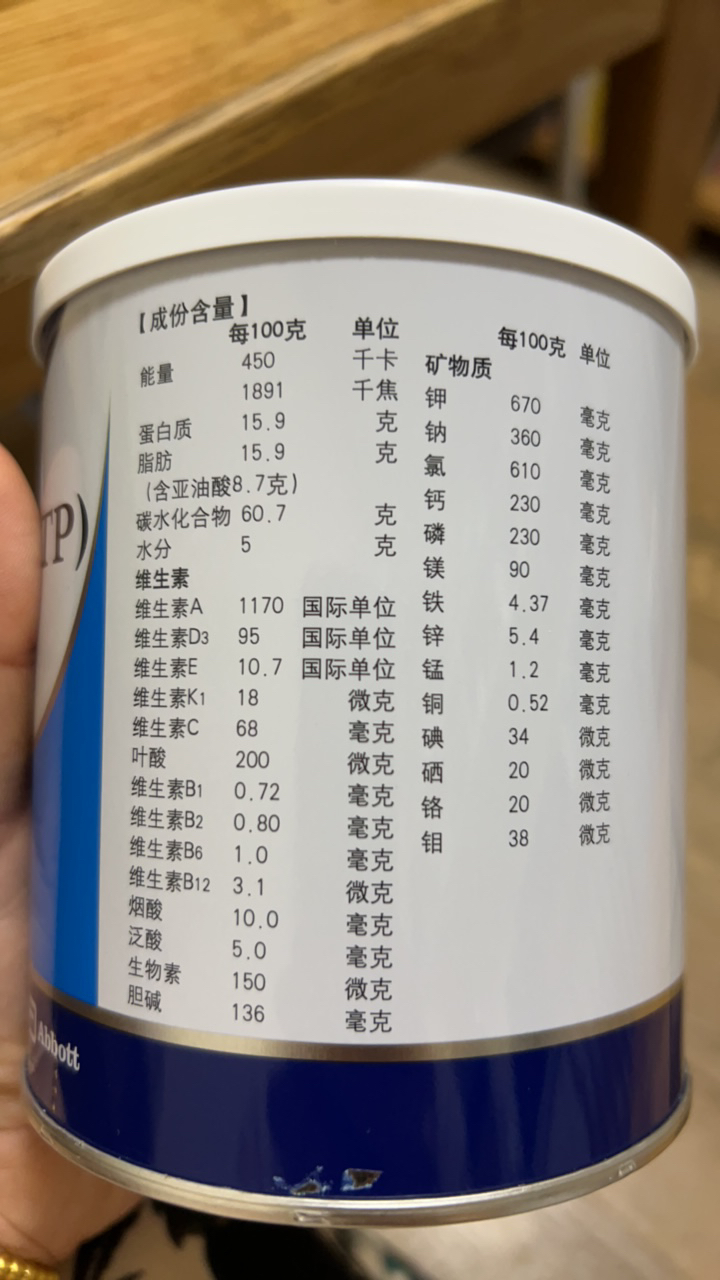 【成份含量】
每100克 单位
能量 450 千卡
1891 千焦
蛋白质 15.9 克
脂肪 15.9 克
(含亚油酸8.7克)
碳水化合物 60.7 克
水分 5 克
维生素
维生素A 1170 国际单位
维生素D3 95 国际单位
维生素E 10.7 国际单位
维生素K1 18 微克
维生素C 68 毫克
叶酸 200 微克
维生素B1 0.72 毫克
维生素B2 0.80 毫克
维生素B6 1.0 毫克
维生素B12 3.1 微克
烟酸 10.0 毫克
泛酸 5.0 毫克
生物素 150 微克
胆碱 136 毫克
每100克 单位
矿物质
钾 670 毫克
钠 360 毫克
氯 610 毫克
钙 230 毫克
磷 230 毫克
镁 90 毫克
铁 4.37 毫克
锌 5.4 毫克
锰 1.2 毫克
铜 0.52 毫克
碘 34 微克
硒 20 微克
铬 20 微克
钼 38 微克
TP)
Abbott